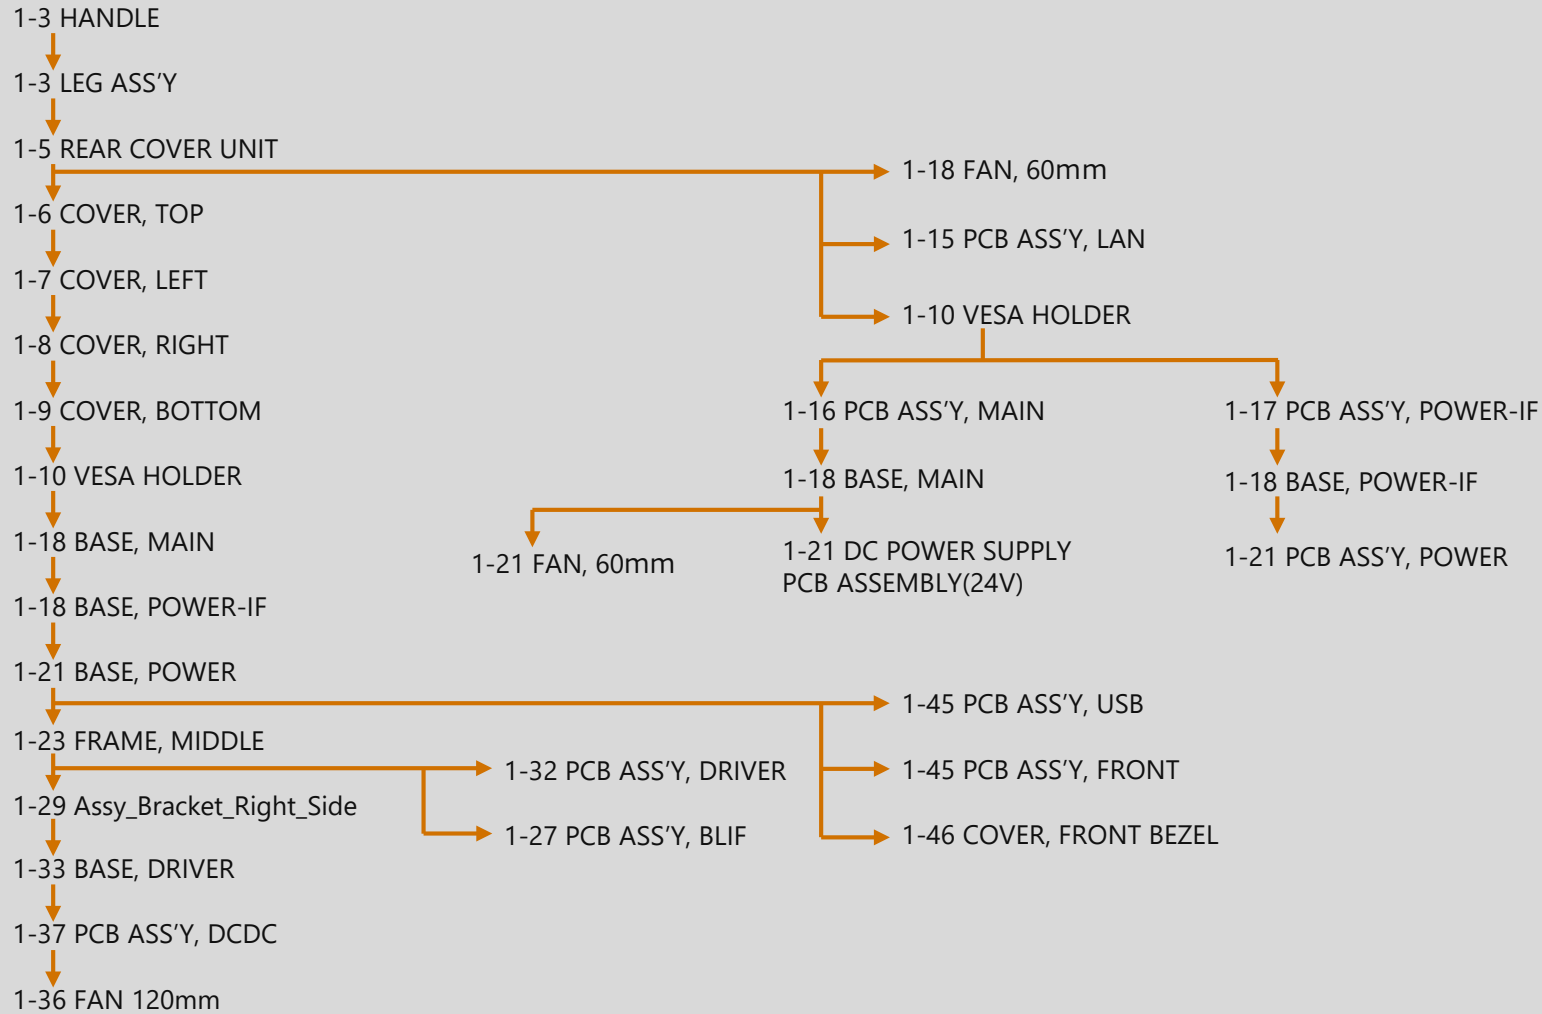 1-3 HANDLE
1-3 LEG ASS’Y
1-5 REAR COVER UNIT
1-18 FAN, 60mm
1-6 COVER, TOP
1-15 PCB ASS’Y, LAN
1-7 COVER, LEFT
1-10 VESA HOLDER
1-8 COVER, RIGHT
1-9 COVER, BOTTOM
1-16 PCB ASS’Y, MAIN
1-17 PCB ASS’Y, POWER-IF
1-10 VESA HOLDER
1-18 BASE, MAIN
1-18 BASE, POWER-IF
1-18 BASE, MAIN
1-21 FAN, 60mm
1-21 DC POWER SUPPLY
PCB ASSEMBLY(24V)
1-21 PCB ASS’Y, POWER
1-18 BASE, POWER-IF
1-21 BASE, POWER
1-45 PCB ASS’Y, USB
1-23 FRAME, MIDDLE
1-32 PCB ASS’Y, DRIVER
1-45 PCB ASS’Y, FRONT
1-29 Assy_Bracket_Right_Side
1-27 PCB ASS’Y, BLIF
1-46 COVER, FRONT BEZEL
1-33 BASE, DRIVER
1-37 PCB ASS’Y, DCDC
1-36 FAN 120mm